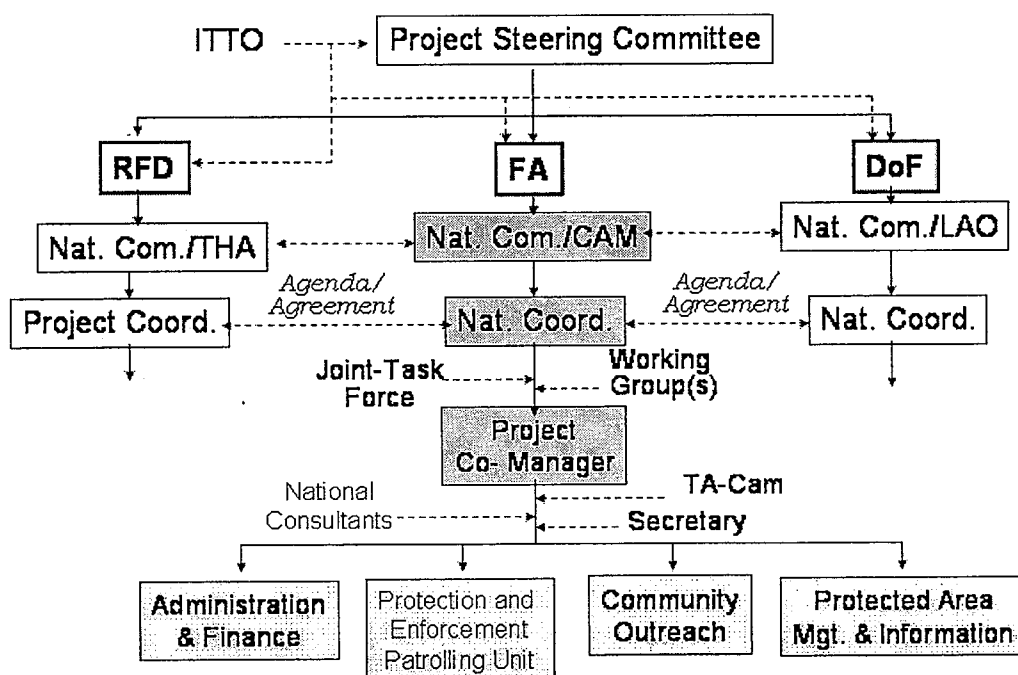 ITTO
Project Steering Committee
RFD
FA
DoF
Nat. Com./THA
Nat. Com./CAM
Nat. Com./LAO
Agenda/
Agreement
Agenda/
Agreement
Project Coord.
Nat. Coord.
Nat. Coord.
Joint-Task
Force
Working
Group(s)
Project
Co- Manager
National
Consultants
TA-Cam
Secretary
Administration
& Finance
Protection and
Enforcement
Patrolling Unit
Community
Outreach
Protected Area
Mgt. & Information